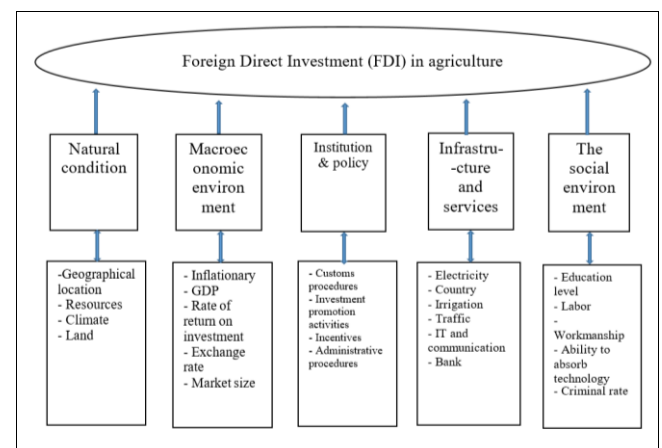 Foreign Direct Investment (FDI) in agriculture
Natural
condition
Macroec
onomic
environ
ment
Institution
& policy
Infrastru-
-cture
and
services
The
social
environ
ment
-Geographical
location
- Resources
- Climate
- Land
- Inflationary
- GDP
- Rate of
return on
investment
- Exchange
rate
- Market size
- Customs
procedures
- Investment
promotion
activities
- Incentives
- Administrative
procedures
- Electricity
- Country
- Irrigation
- Traffic
- IT and
communication
- Bank
- Education
level
- Labor
-
Workmanship
- Ability to
absorb
technology
- Criminal rate